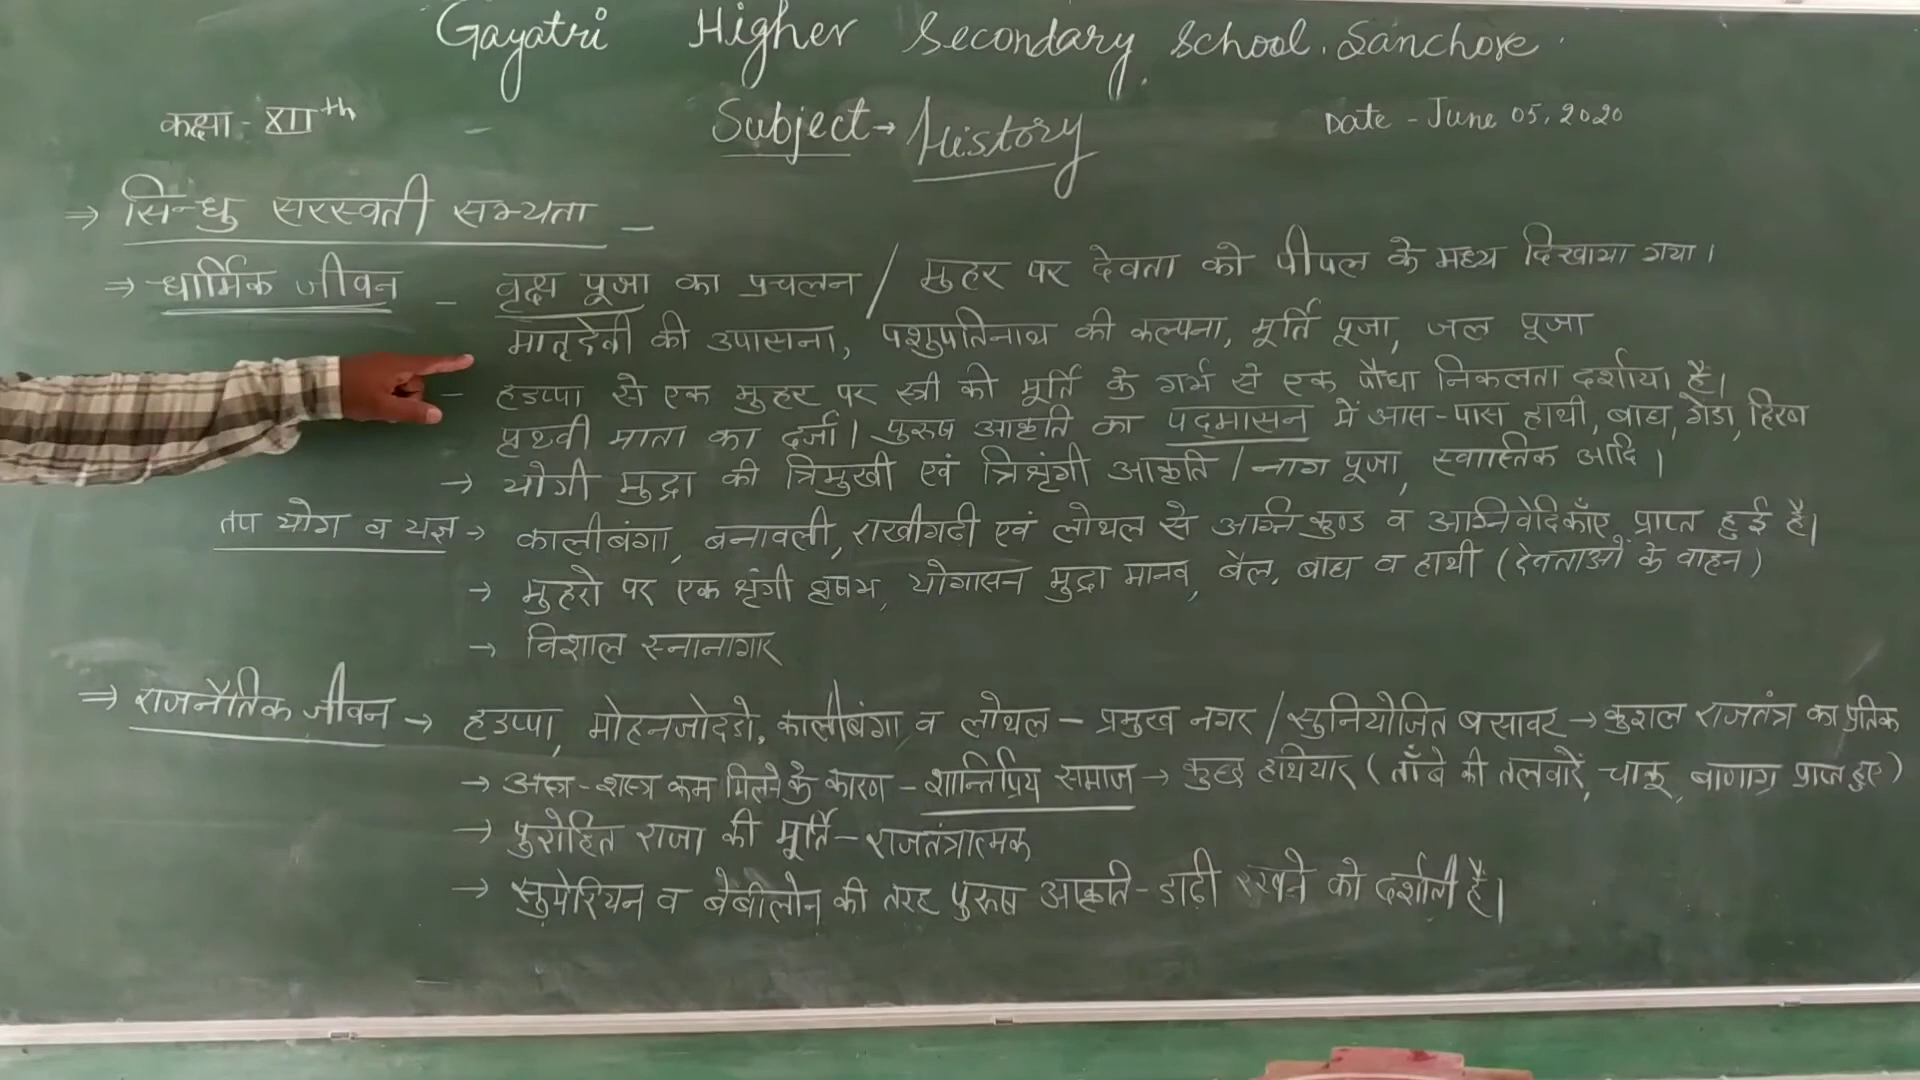 Gayatri Higher Secondary School. Sanchore
कक्षा - XIIth
Subject → History
Date - June 05, 2020
⇒ सिन्धु सरस्वती सभ्यता -
⇒ धार्मिक जीवन - वृक्ष पूजा का प्रचलन / मुहर पर देवता को पीपल के मध्य दिखाया गया।
मातृदेवी की उपासना, पशुपतिनाथ की कल्पना, मूर्ति पूजा, जल पूजा
- हडप्पा से एक मुहर पर स्त्री की मूर्ति के गर्भ से एक पौधा निकलता दर्शाया है।
पृथ्वी माता का दर्जा। पुरुष आकृति का पद्मासन में आस-पास हाथी, बाघ, गेंडा, हिरण
→ योगी मुद्रा की त्रिमुखी एवं त्रिश्रृंगी आकृति / नाग पूजा, स्वास्तिक आदि।
तप योग व यज्ञ → कालीबंगा, बनावली, राखीगढी एवं लोथल से अग्नि कुण्ड व अग्निवेदिकाँए प्राप्त हुई है।
→ मुहरो पर एक श्रृंगी वृषभ, योगासन मुद्रा मानव, बैल, बाघ व हाथी (देवताओं के वाहन)
→ विशाल स्नानागार
⇒ राजनैतिक जीवन → हडप्पा, मोहनजोदडो, कालीबंगा व लोथल - प्रमुख नगर / सुनियोजित बसावट → कुशल राजतंत्र का प्रतिक
→ अस्त्र-शस्त्र कम मिलने के कारण - शान्तिप्रिय समाज → कुछ हथियार (ताँबे की तलवारें, चाकू, बाणाग्र प्राप्त हुए)
→ पुरोहित राजा की मूर्ति - राजतंत्रात्मक
→ सुमेरियन व बेबीलोन की तरह पुरुष आकृति - डाढ़ी रखने को दर्शाती है।